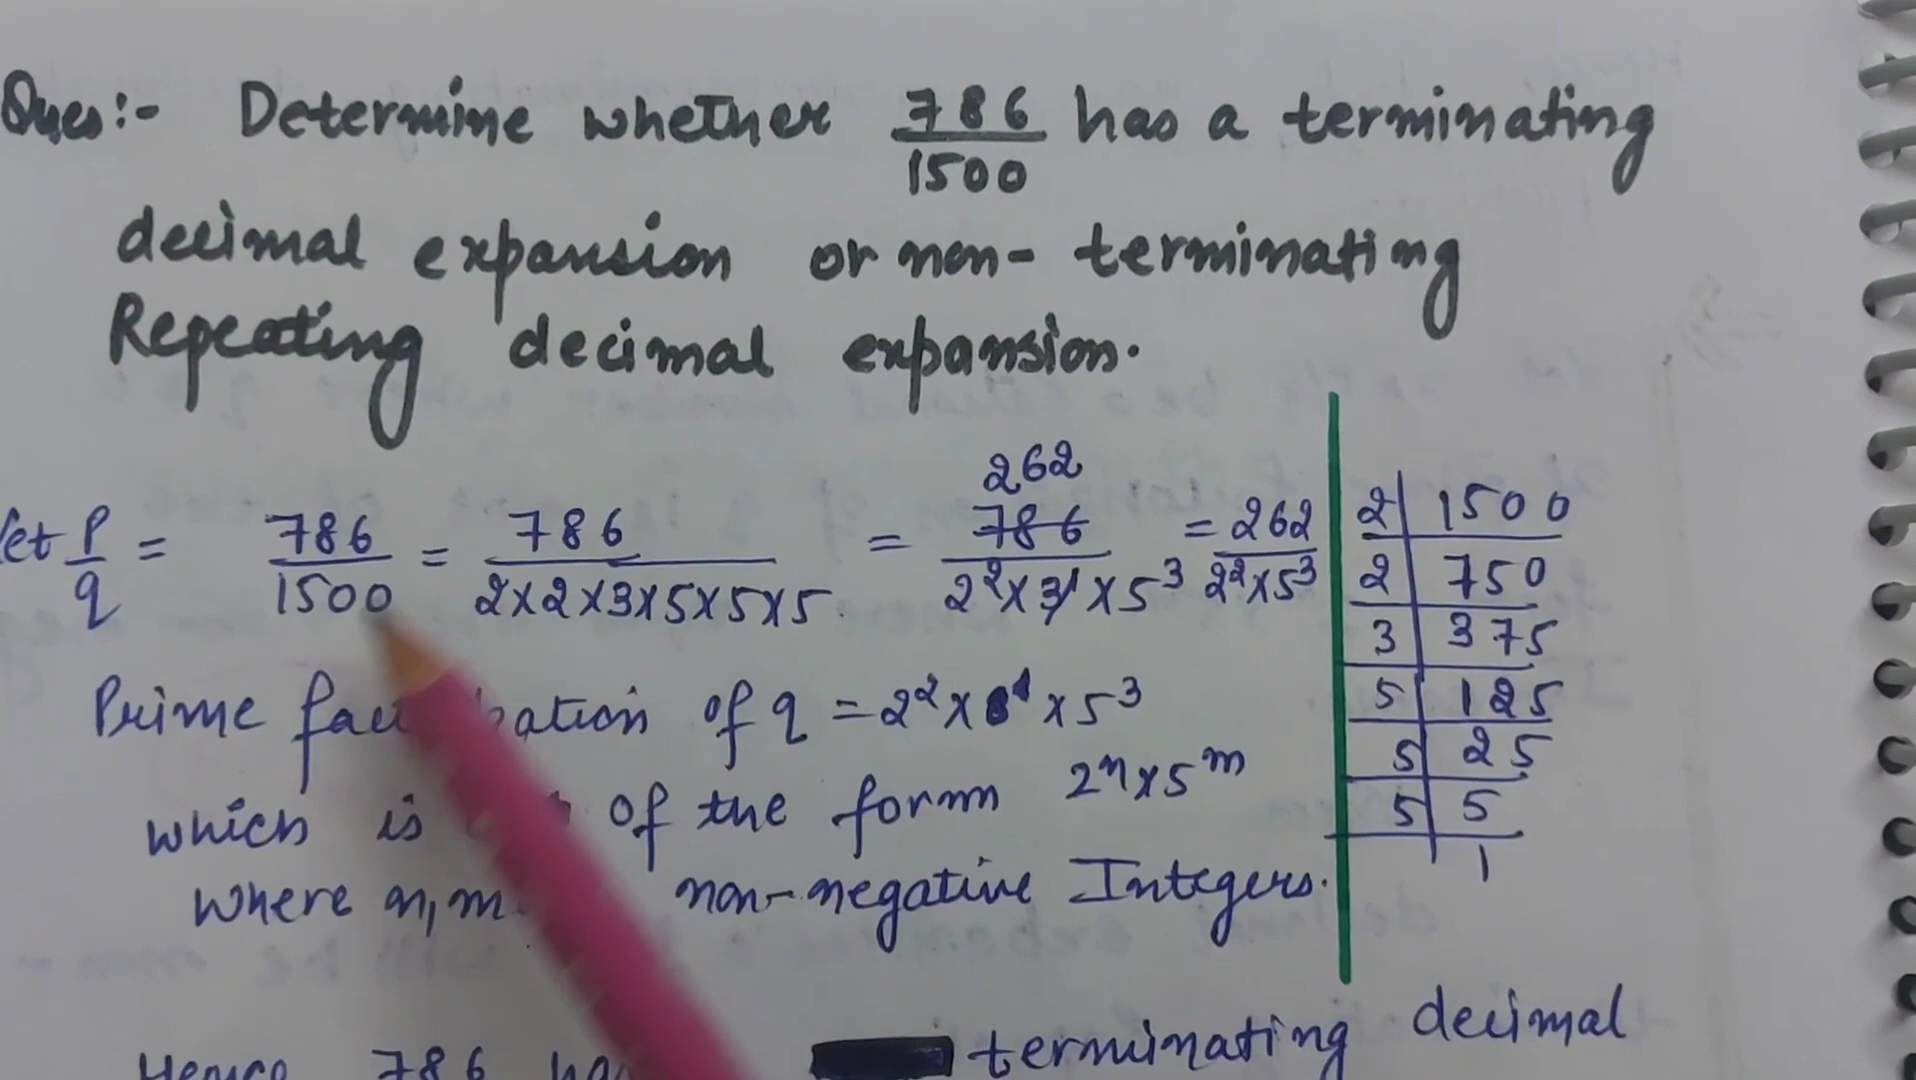 Ques:- Determine whether 786/1500 has a terminating
decimal expansion or non-terminating
Repeating decimal expansion.
Let p/q = 786/1500 = 786/2×2×3×5×5×5 = 786/2²×3¹×5³ = 262/2²×5³
262
Prime of q = 2² × × 5³
which is of the form 2ⁿ×5ᵐ
where n,m non-negative Integers.
Hence 786 terminating decimal
2 | 1500
2 | 750
3 | 375
5 | 125
5 | 25
5 | 5
1